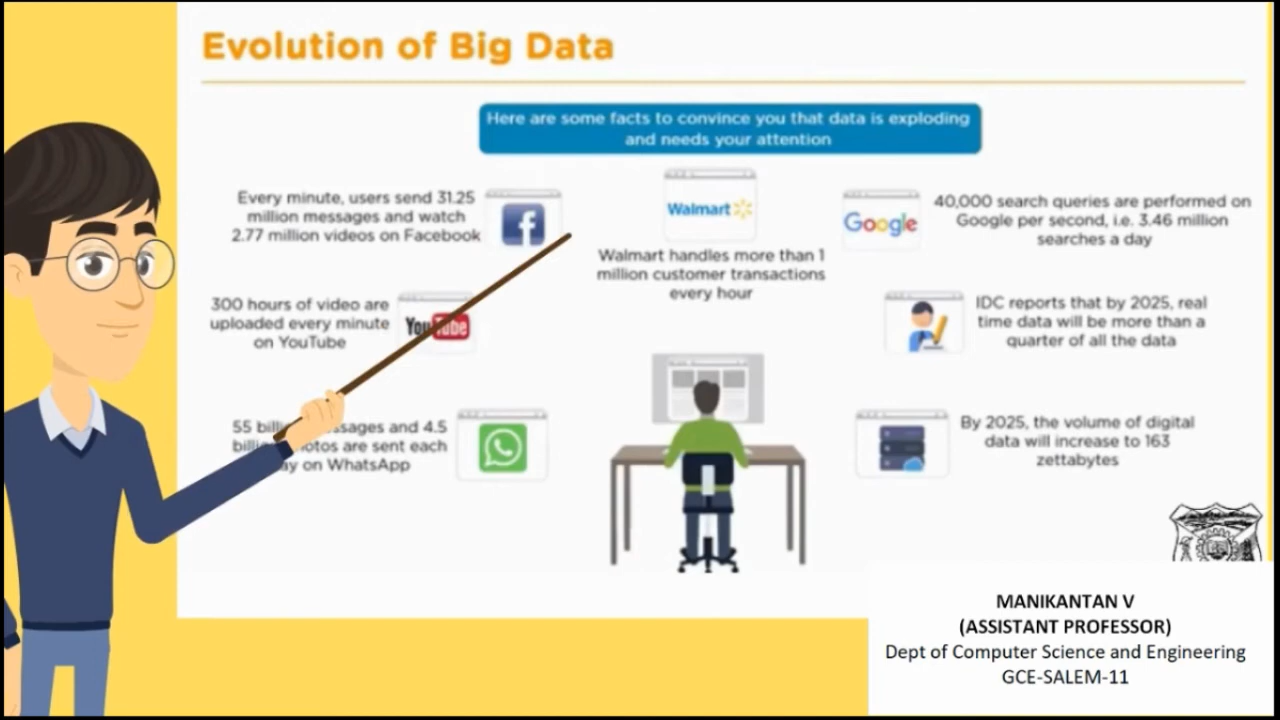 Evolution of Big Data
Here are some facts to convince you that data is exploding
and needs your attention
Every minute, users send 31.25
million messages and watch
2.77 million videos on Facebook
f
Walmart
Walmart handles more than 1
million customer transactions
every hour
Google
40,000 search queries are performed on
Google per second, i.e. 3.46 million
searches a day
300 hours of video are
uploaded every minute
on YouTube
YouTube
IDC reports that by 2025, real
time data will be more than a
quarter of all the data
55 and 4.5
are sent each
on WhatsApp
By 2025, the volume of digital
data will increase to 163
zettabytes
MANIKANTAN V
(ASSISTANT PROFESSOR)
Dept of Computer Science and Engineering
GCE-SALEM-11